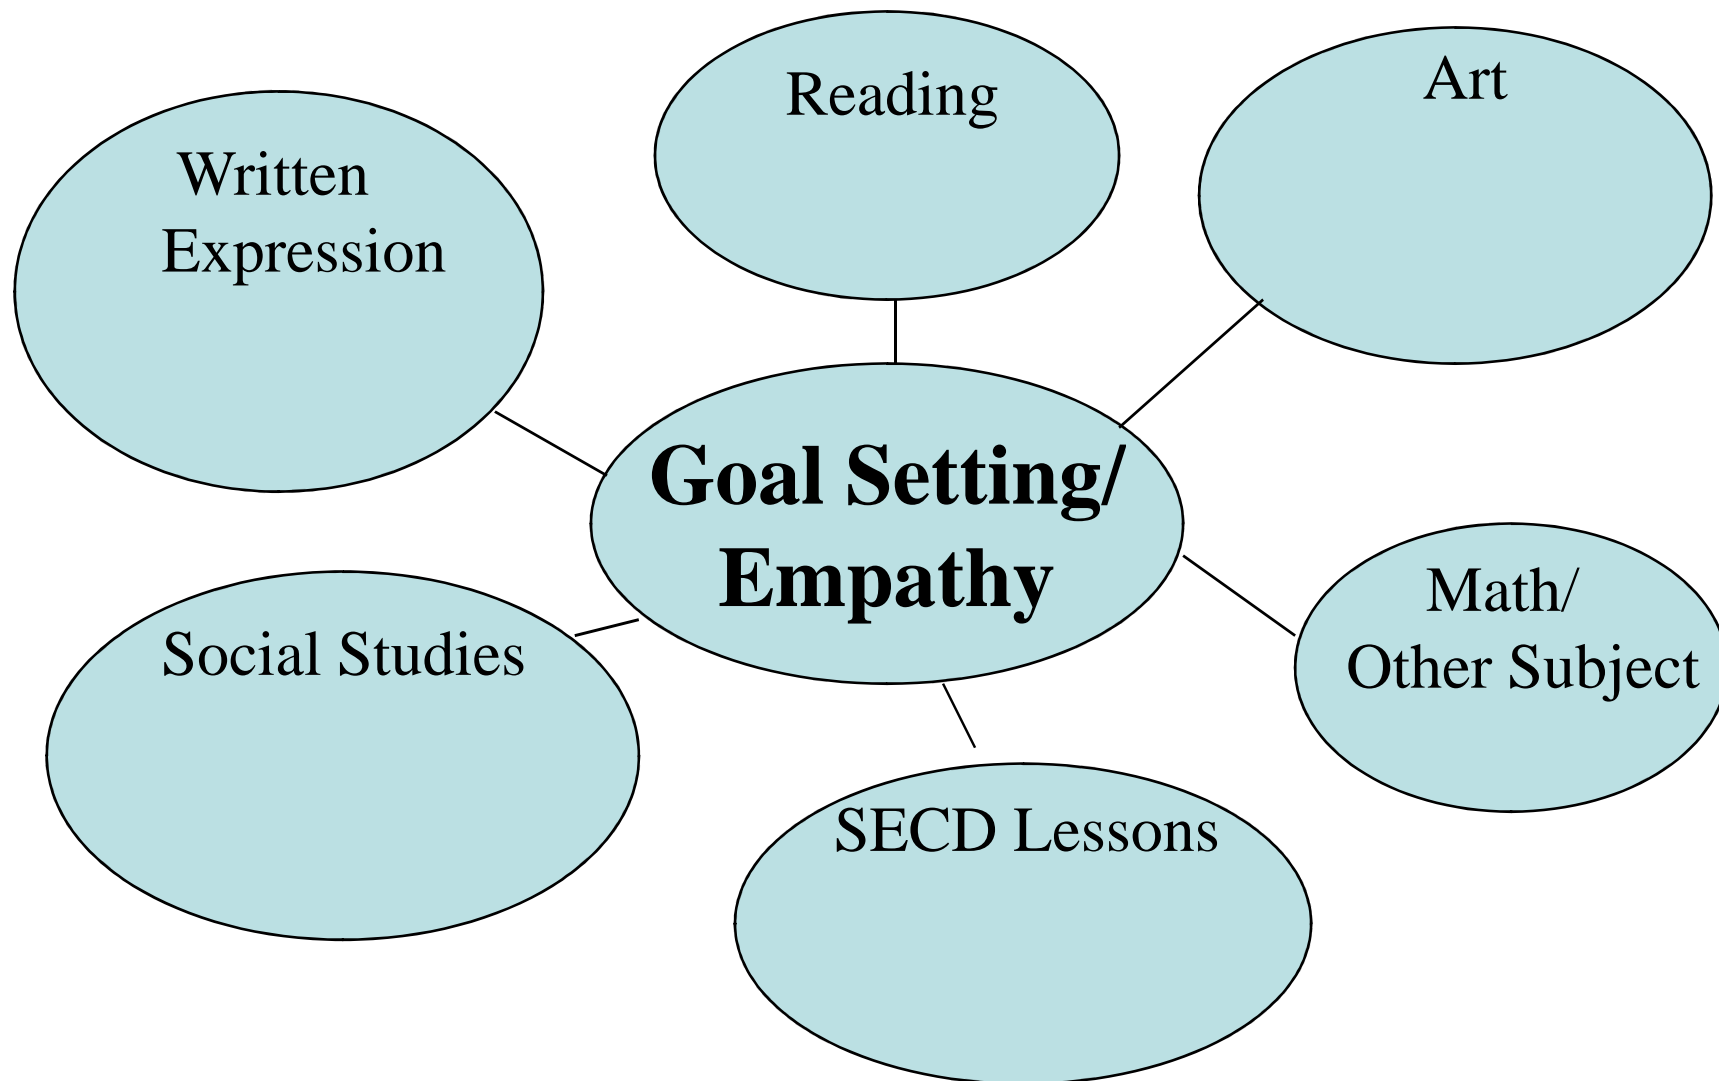 Reading
Art
Written
Expression
Goal Setting/
Empathy
Math/
Other Subject
Social Studies
SECD Lessons